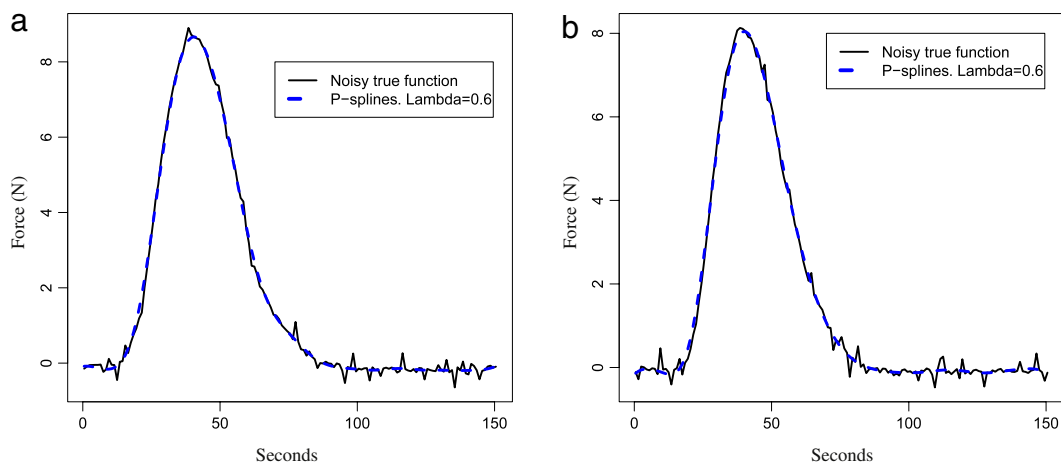 a
Noisy true function
P-splines. Lambda=0.6
Force (N)
8
6
4
2
0
0 50 100 150
Seconds
b
Noisy true function
P-splines. Lambda=0.6
Force (N)
8
6
4
2
0
0 50 100 150
Seconds